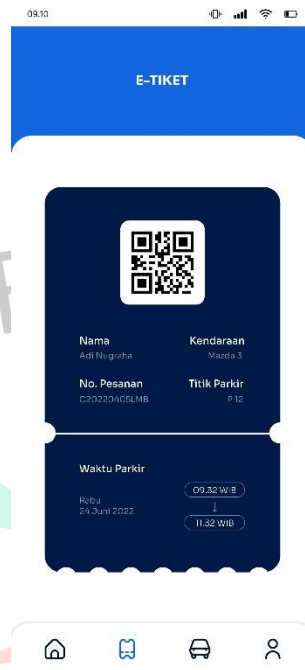 09.10
E-TIKET
Nama Kendaraan
Adi Nugraha Mazda 3
No. Pesanan Titik Parkir
C20220405LMB P 12
Waktu Parkir
09.32 WIB
Rabu
24 Juni 2022
↓
11.32 WIB